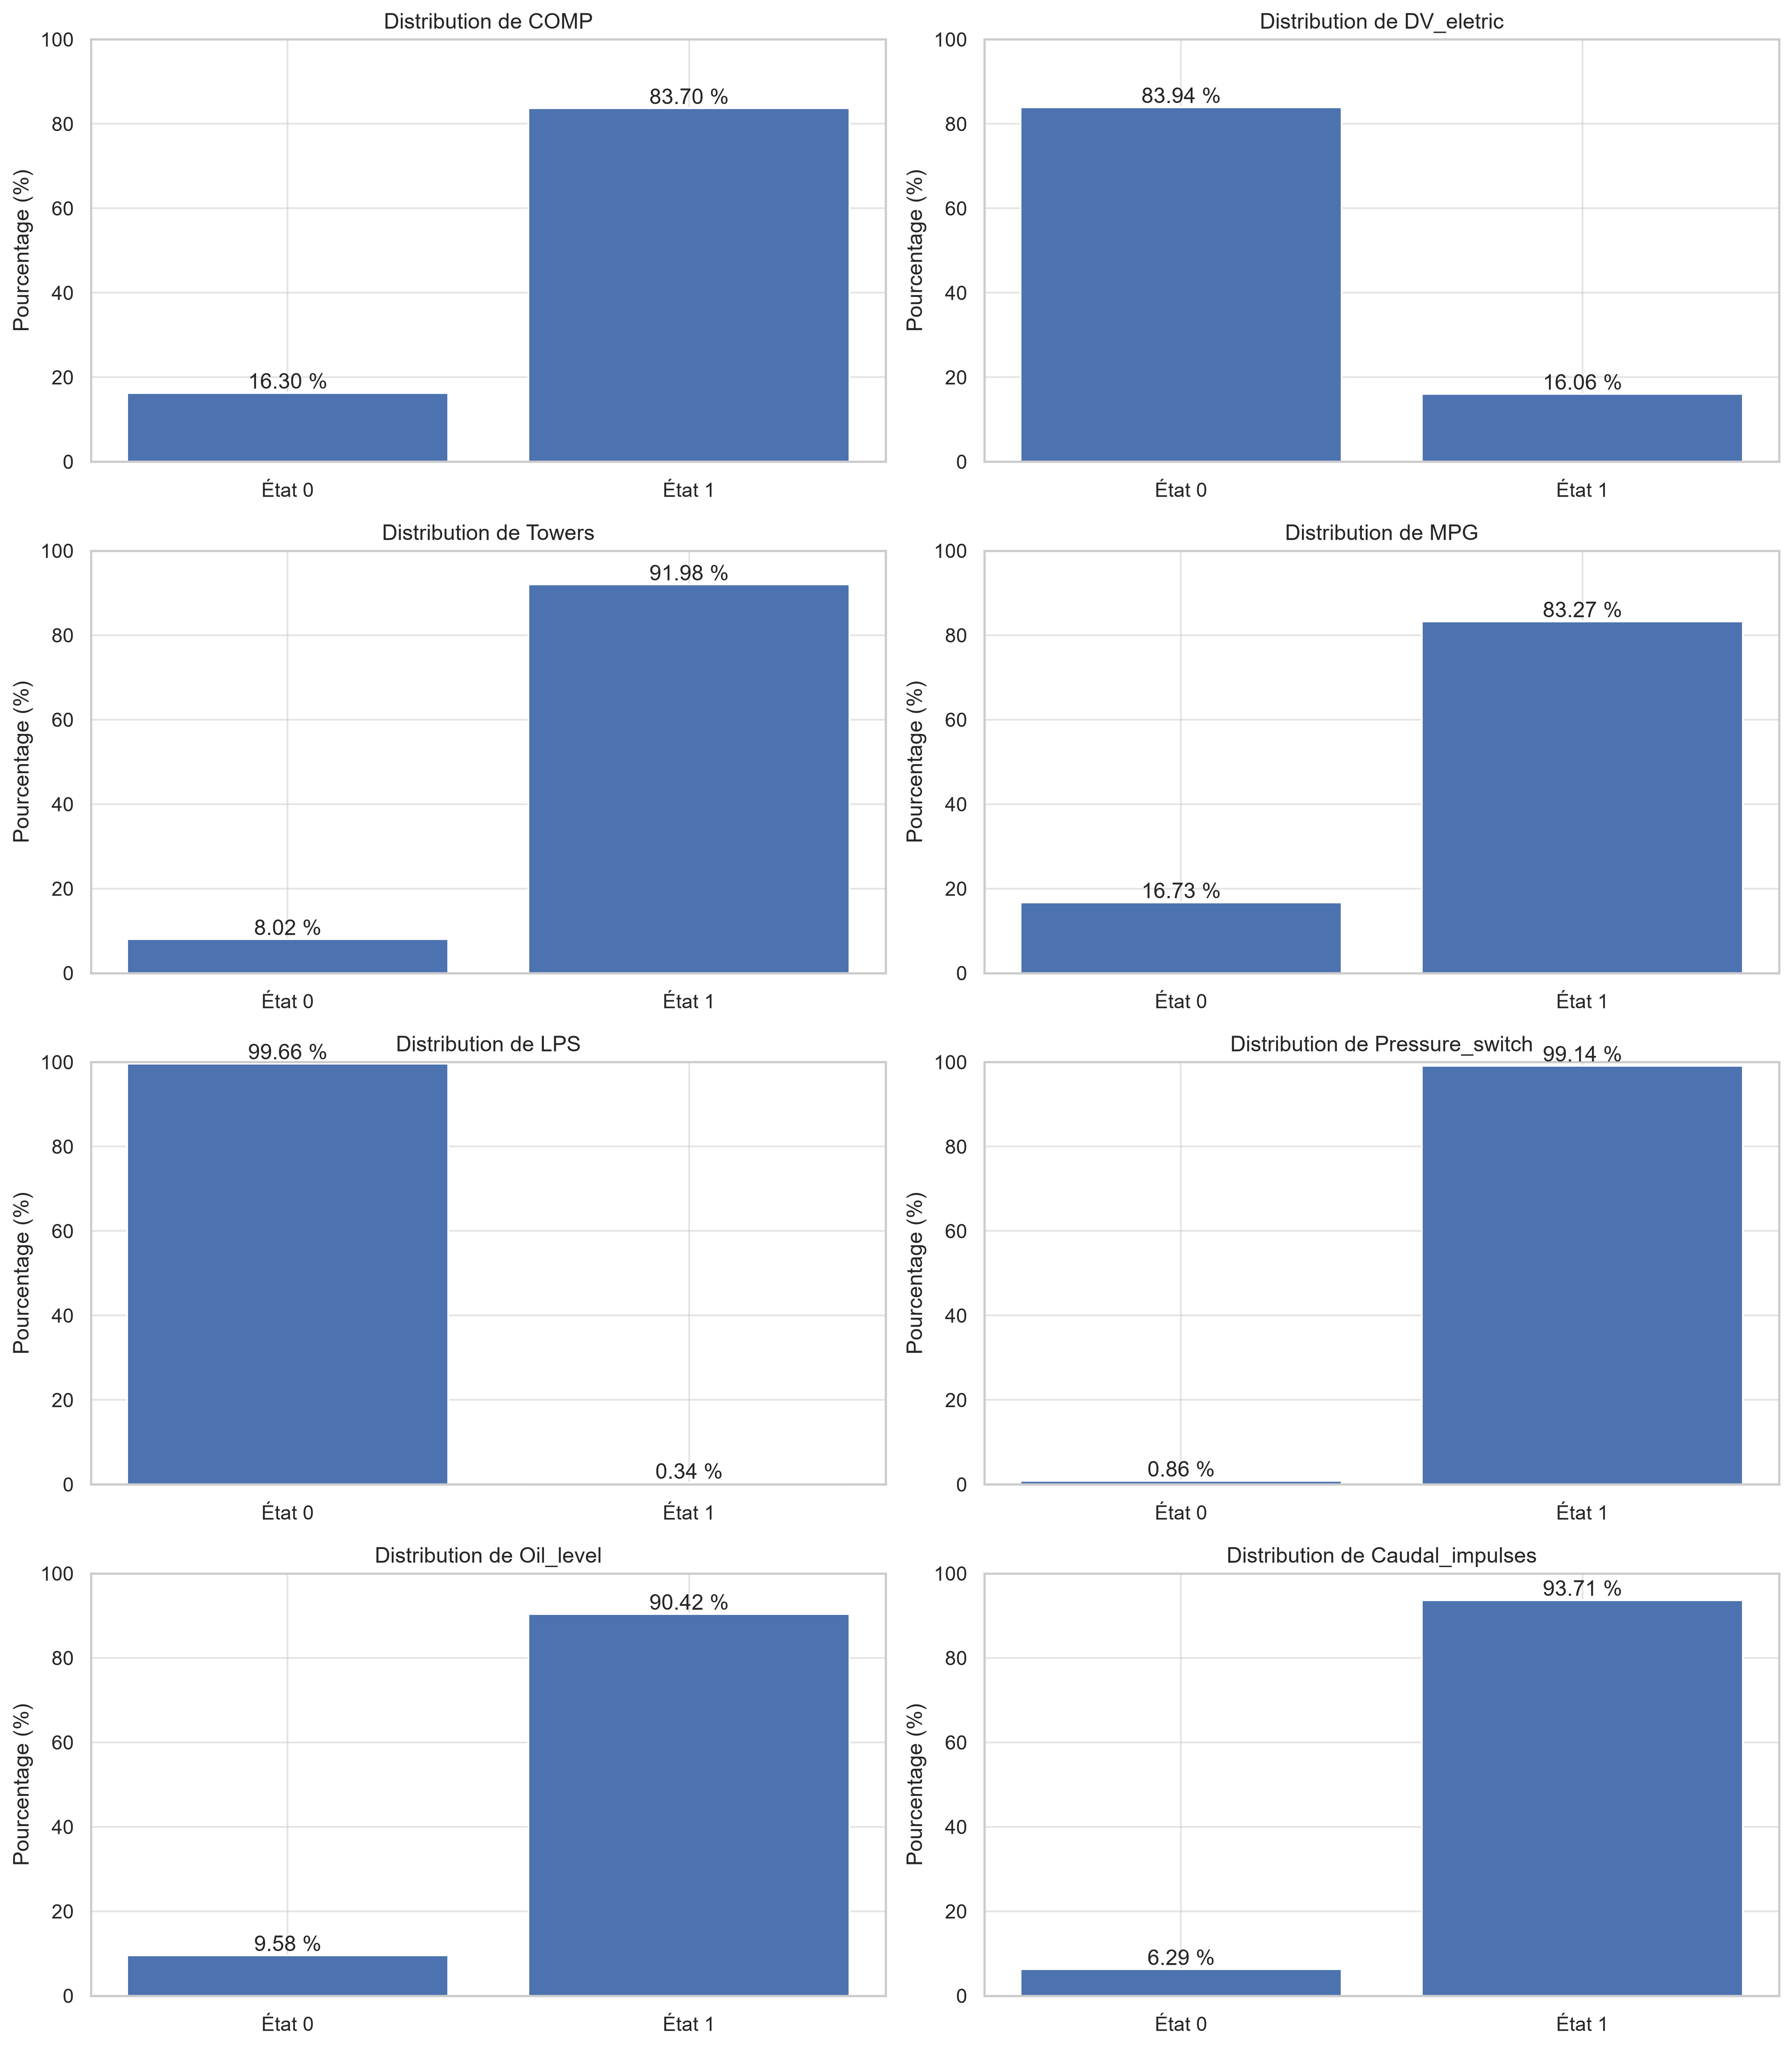 Distribution de COMP
Pourcentage (%)
100
80
60
40
20
0
16.30 %
83.70 %
État 0
État 1
Distribution de DV_eletric
Pourcentage (%)
100
80
60
40
20
0
83.94 %
16.06 %
État 0
État 1
Distribution de Towers
Pourcentage (%)
100
80
60
40
20
0
8.02 %
91.98 %
État 0
État 1
Distribution de MPG
Pourcentage (%)
100
80
60
40
20
0
16.73 %
83.27 %
État 0
État 1
Distribution de LPS
Pourcentage (%)
100
80
60
40
20
0
99.66 %
0.34 %
État 0
État 1
Distribution de Pressure_switch
Pourcentage (%)
100
80
60
40
20
0
0.86 %
99.14 %
État 0
État 1
Distribution de Oil_level
Pourcentage (%)
100
80
60
40
20
0
9.58 %
90.42 %
État 0
État 1
Distribution de Caudal_impulses
Pourcentage (%)
100
80
60
40
20
0
6.29 %
93.71 %
État 0
État 1